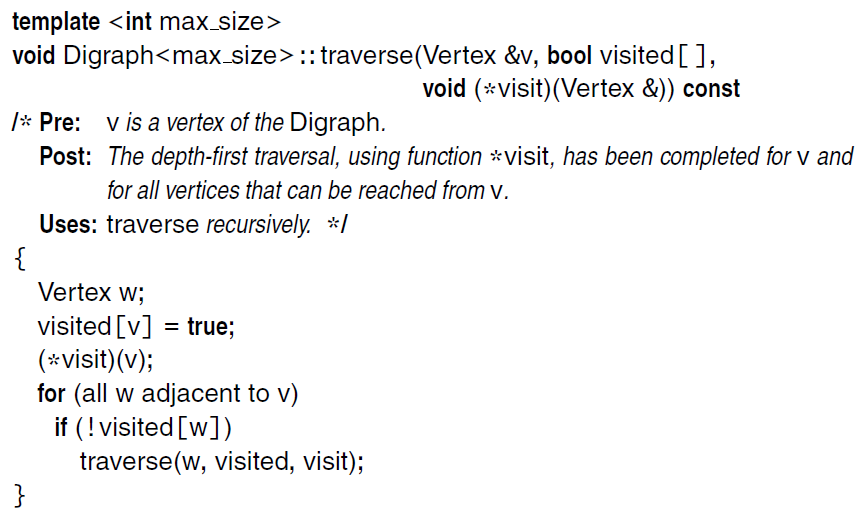 template <int max_size>
void Digraph<max_size> :: traverse(Vertex &v, bool visited[ ],
void (*visit)(Vertex &)) const
/* Pre: v is a vertex of the Digraph.
Post: The depth-first traversal, using function *visit, has been completed for v and
for all vertices that can be reached from v.
Uses: traverse recursively. */
{
Vertex w;
visited[v] = true;
(*visit)(v);
for (all w adjacent to v)
if (!visited[w])
traverse(w, visited, visit);
}